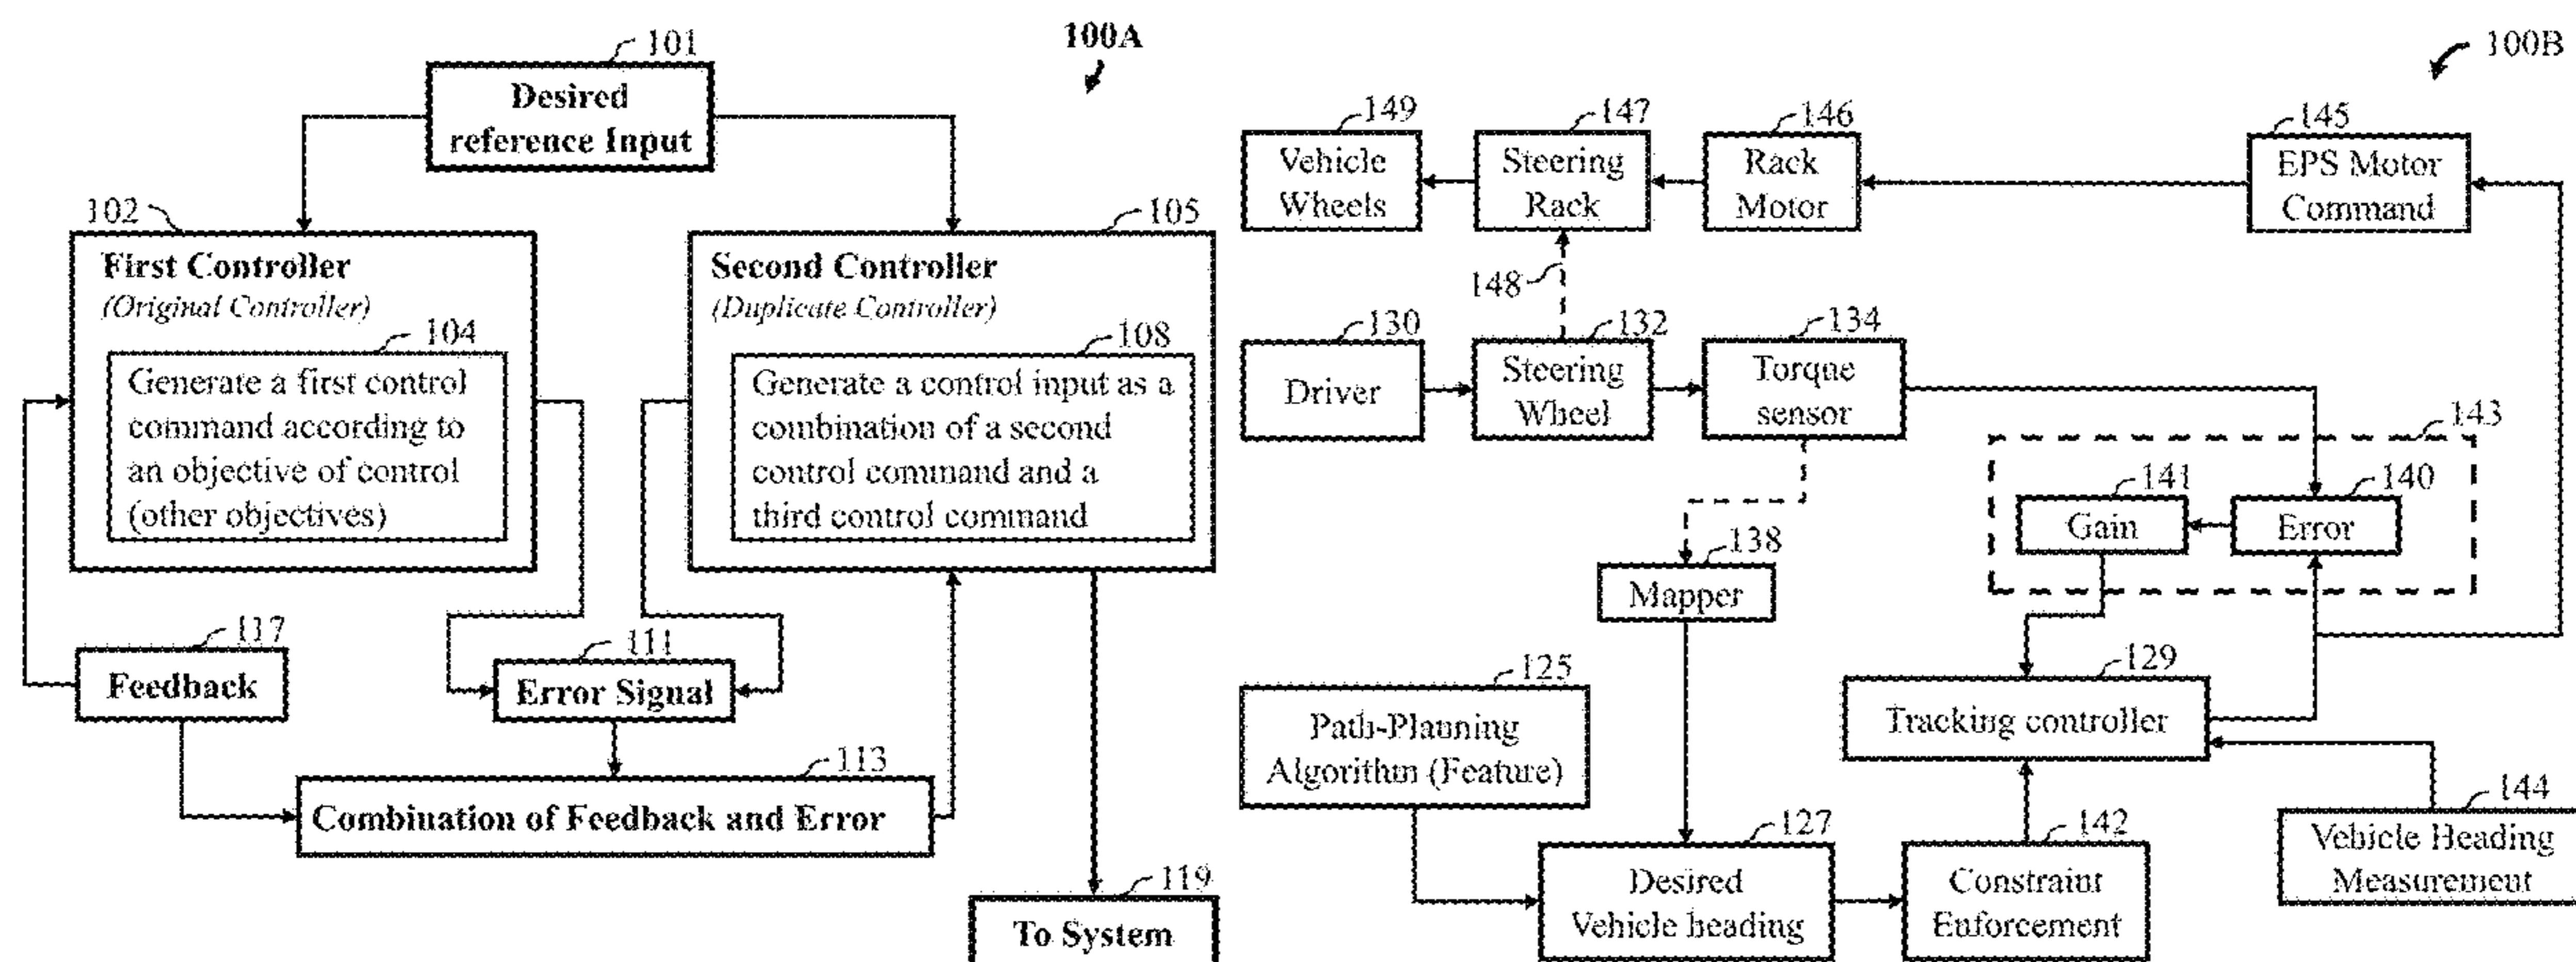 100A
101
Desired
reference Input
102
First Controller
(Original Controller)
104
Generate a first control
command according to
an objective of control
(other objectives)
105
Second Controller
(Duplicate Controller)
108
Generate a control input as a
combination of a second
control command and a
third control command
117
Feedback
111
Error Signal
113
Combination of Feedback and Error
119
To System
100B
149
Vehicle
Wheels
147
Steering
Rack
146
Rack
Motor
145
EPS Motor
Command
148
130
Driver
132
Steering
Wheel
134
Torque
sensor
143
141
Gain
140
Error
138
Mapper
125
Path-Planning
Algorithm (Feature)
129
Tracking controller
127
Desired
Vehicle heading
142
Constraint
Enforcement
144
Vehicle Heading
Measurement